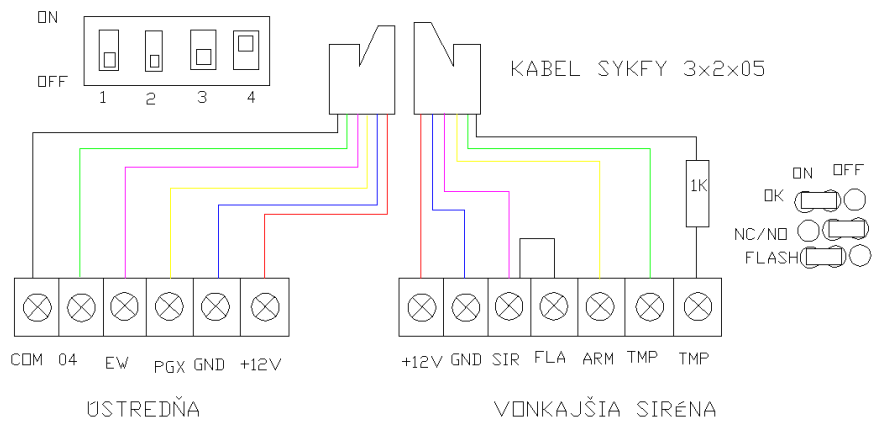 ON
OFF
1 2 3 4
KABEL SYKFY 3x2x05
1K
ON OFF
OK
NC/NO
FLASH
COM 04 EW PGX GND +12V
+12V GND SIR FLA ARM TMP TMP
ÚSTREDŇA
VONKAJŠIA SIRÉNA